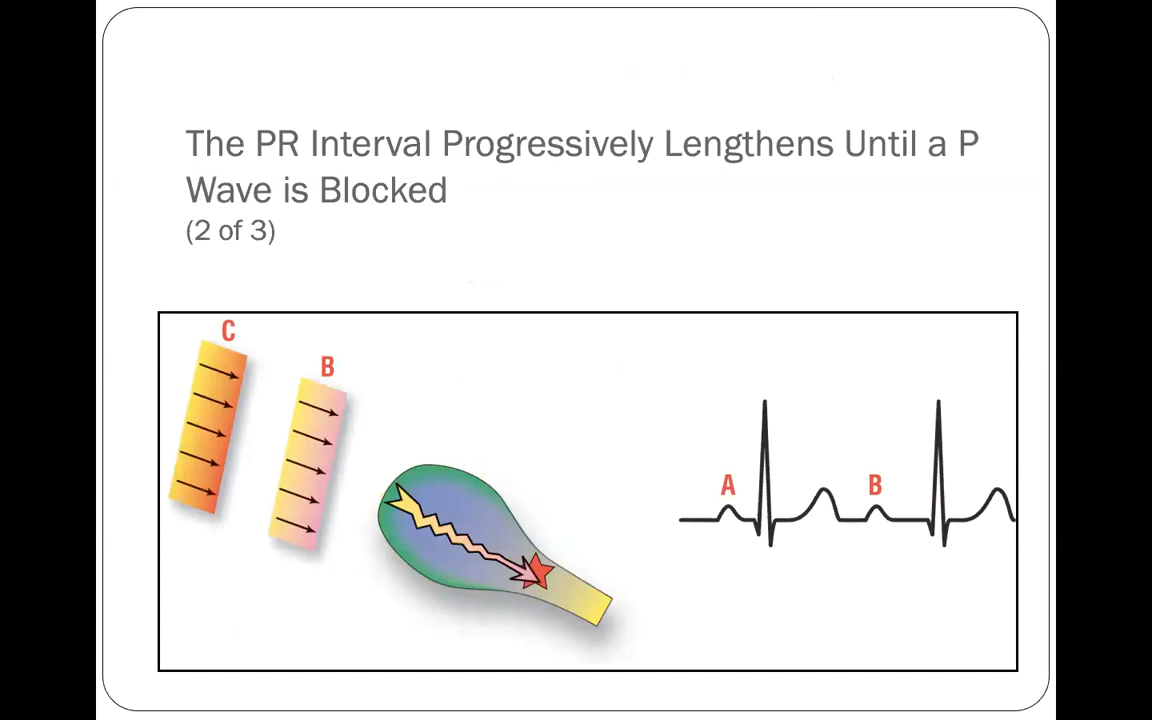 The PR Interval Progressively Lengthens Until a P
Wave is Blocked
(2 of 3)
C
B
A
B